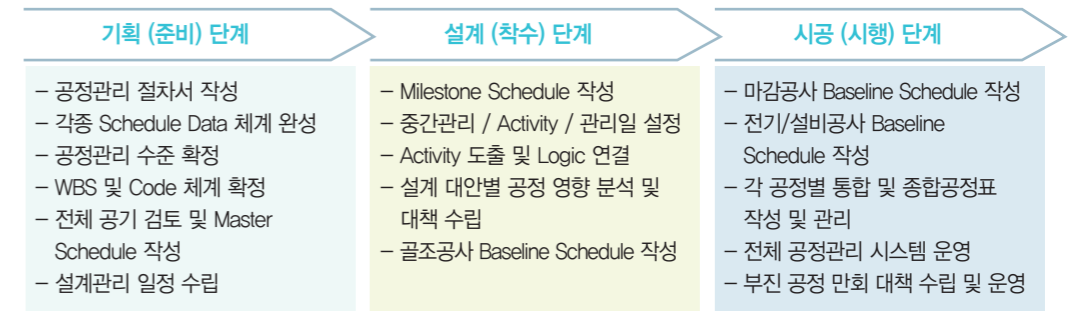 기획 (준비) 단계
– 공정관리 절차서 작성
– 각종 Schedule Data 체계 완성
– 공정관리 수준 확정
– WBS 및 Code 체계 확정
– 전체 공기 검토 및 Master
Schedule 작성
– 설계관리 일정 수립
설계 (착수) 단계
– Milestone Schedule 작성
– 중간관리 / Activity / 관리일 설정
– Activity 도출 및 Logic 연결
– 설계 대안별 공정 영향 분석 및
대책 수립
– 골조공사 Baseline Schedule 작성
시공 (시행) 단계
– 마감공사 Baseline Schedule 작성
– 전기/설비공사 Baseline
Schedule 작성
– 각 공정별 통합 및 종합공정표
작성 및 관리
– 전체 공정관리 시스템 운영
– 부진 공정 만회 대책 수립 및 운영